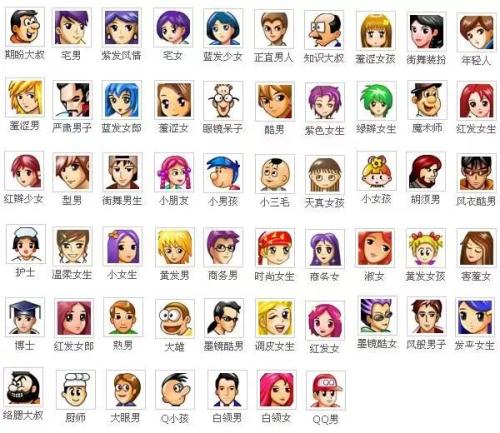 期盼大叔 宅男 紫发风情 宅女 蓝发少女 正直男人 知识大叔 羞涩女孩 街舞装扮 年轻人
羞涩男 严肃男子 蓝发女郎 羞涩女 眼镜呆子 酷男 紫色女生 绿辫女生 魔术师 红发女生
红辫少女 型男 街舞男生 小朋友 小男孩 小三毛 天真女孩 小女孩 胡须男 风衣酷男
护士 温柔女生 小女生 黄发男 商务男 时尚女生 商务女 淑女 黄发女孩 害羞女
博士 红发女郎 熟男 大雄 墨镜酷男 调皮女生 红发女 墨镜酷女 风般男子 发卡女生
络腮大叔 厨师 大眼男 Q小孩 白领男 白领女 QQ男